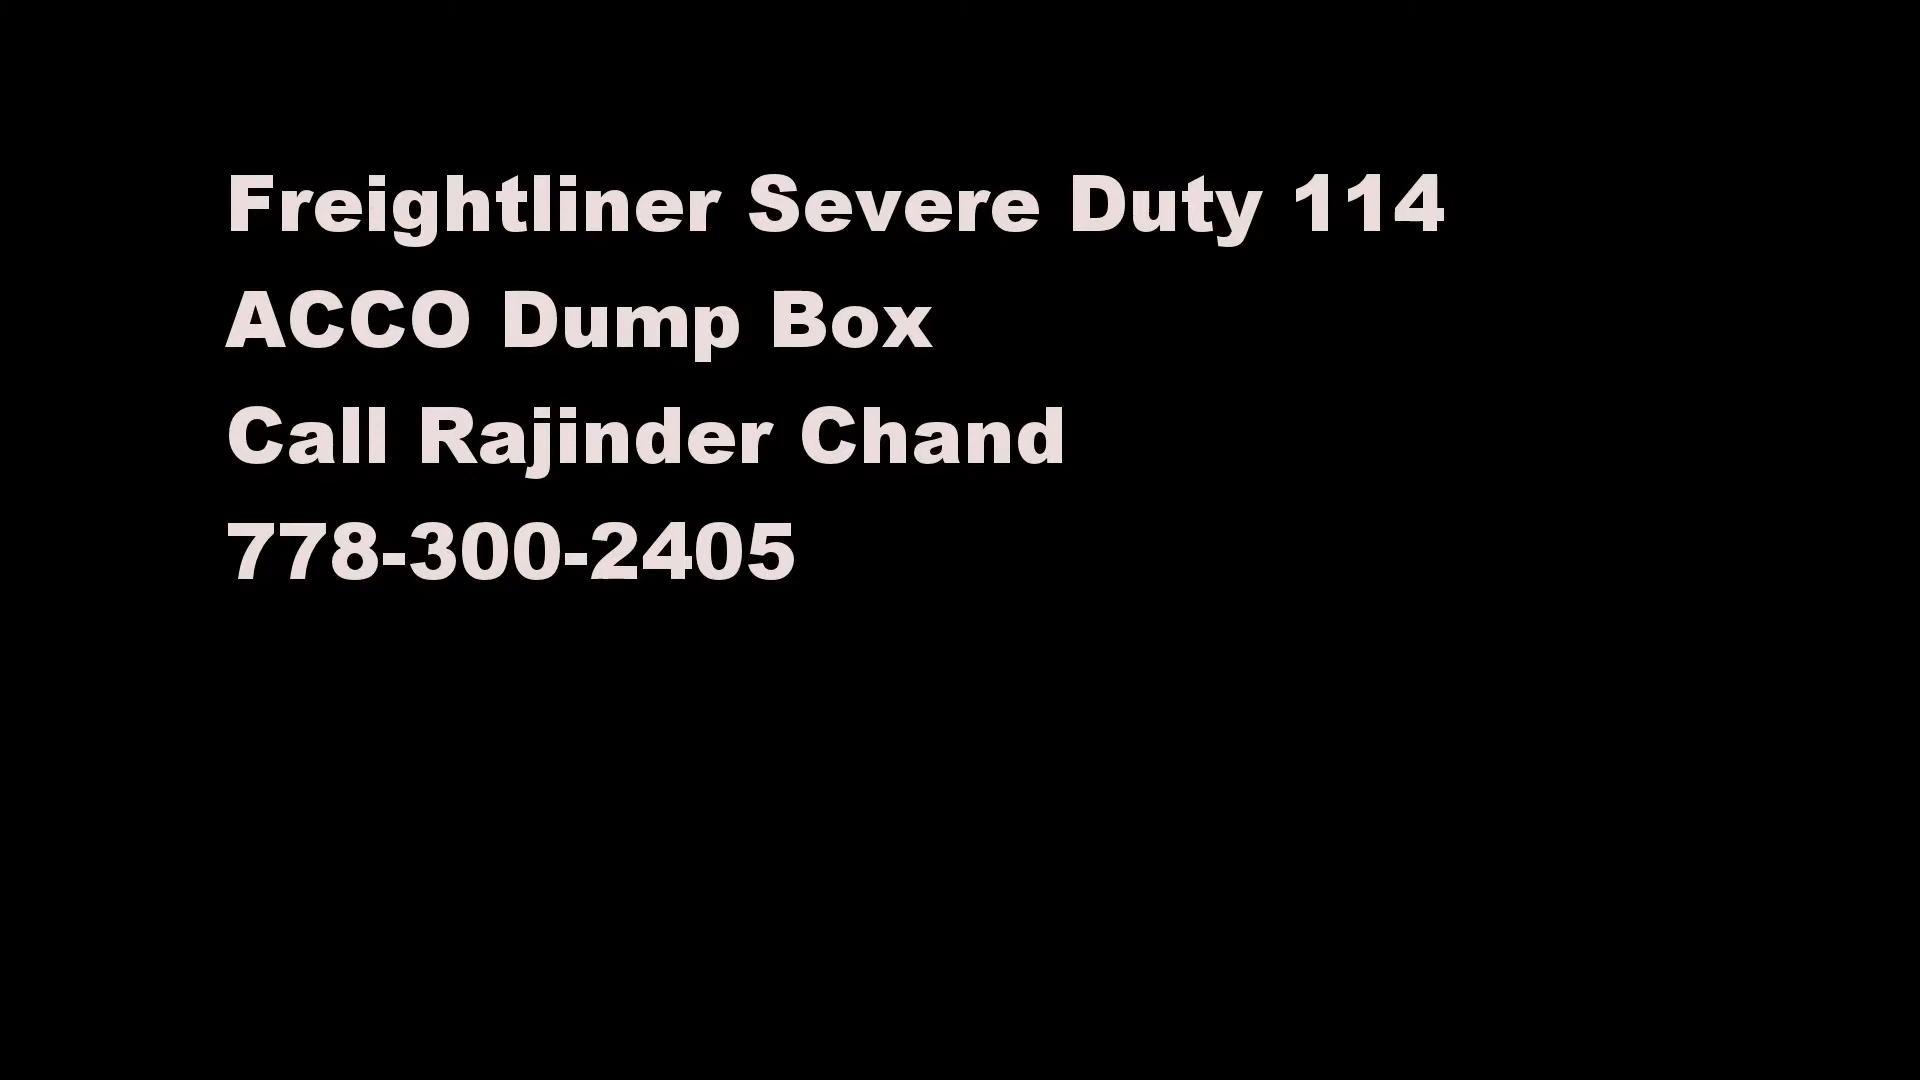 Freightliner Severe Duty 114
ACCO Dump Box
Call Rajinder Chand
778-300-2405